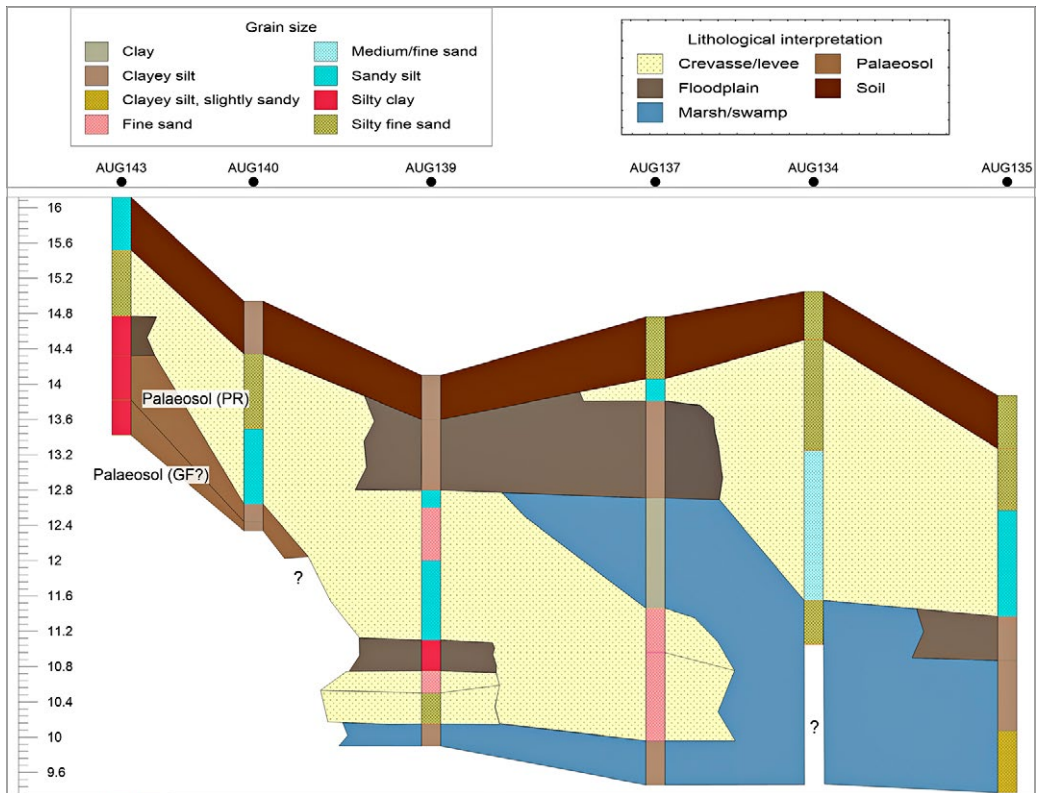 Grain size
Clay
Clayey silt
Clayey silt, slightly sandy
Fine sand
Medium/fine sand
Sandy silt
Silty clay
Silty fine sand
Lithological interpretation
Crevasse/levee
Floodplain
Marsh/swamp
Palaeosol
Soil
AUG143 AUG140 AUG139 AUG137 AUG134 AUG135
16
15.6
15.2
14.8
14.4
14
13.6
13.2
12.8
12.4
12
11.6
11.2
10.8
10.4
10
9.6
Palaeosol (PR)
Palaeosol (GF?)
?
?